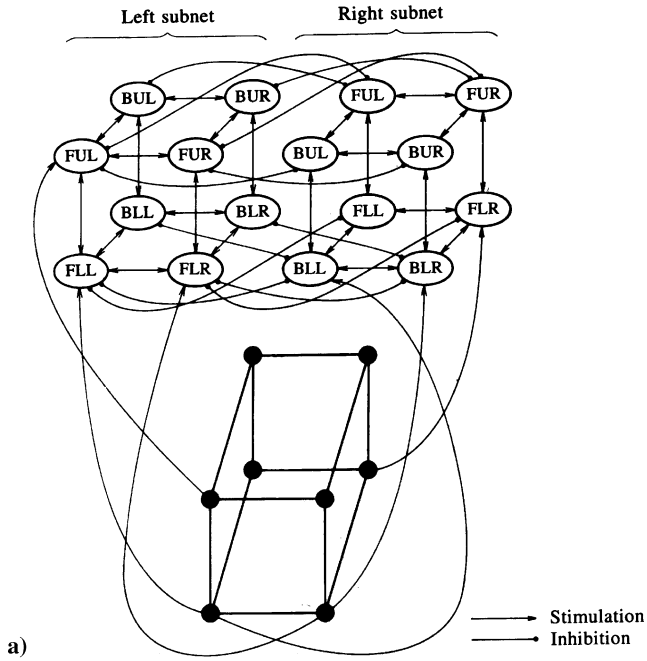 Left subnet Right subnet
BUL BUR FUL FUR
FUL FUR BUL BUR
BLL BLR FLL FLR
FLL FLR BLL BLR
Stimulation
a) Inhibition